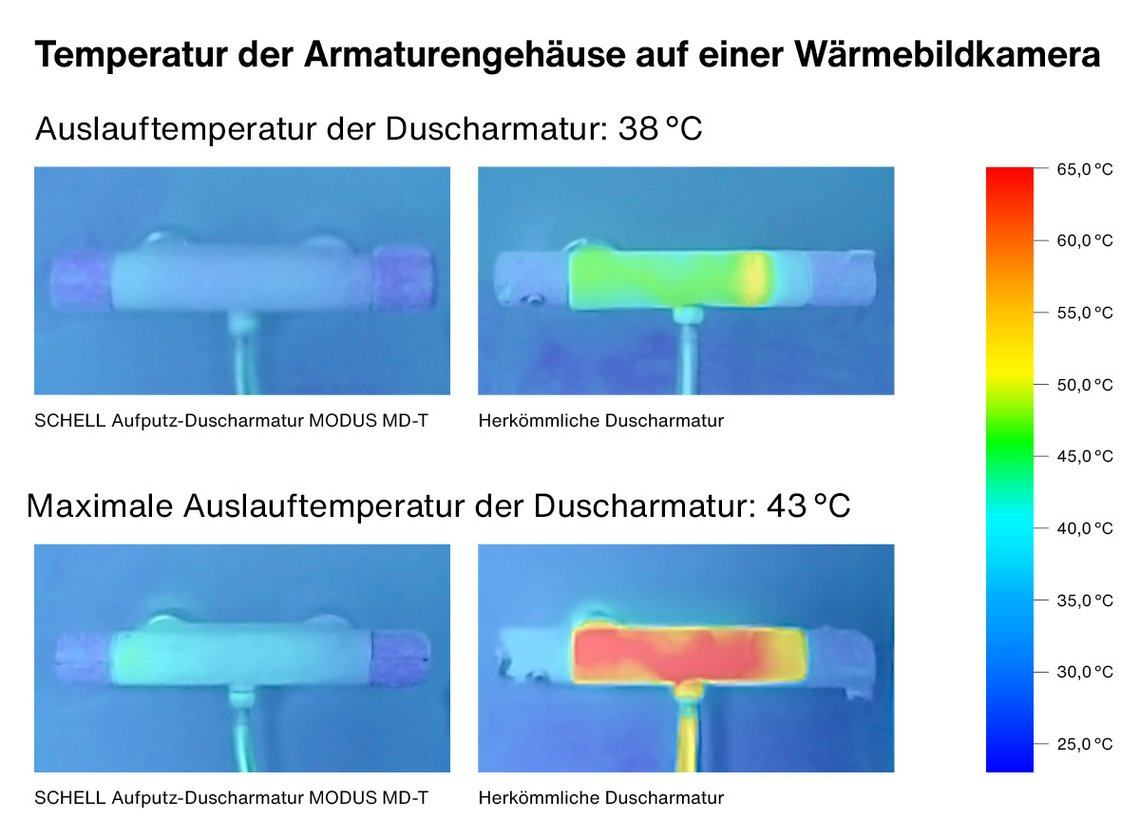 Temperatur der Armaturengehäuse auf einer Wärmebildkamera
Auslauftemperatur der Duscharmatur: 38 °C
65,0 °C
60,0 °C
55,0 °C
50,0 °C
45,0 °C
40,0 °C
35,0 °C
30,0 °C
25,0 °C
SCHELL Aufputz-Duscharmatur MODUS MD-T
Herkömmliche Duscharmatur
Maximale Auslauftemperatur der Duscharmatur: 43 °C
SCHELL Aufputz-Duscharmatur MODUS MD-T
Herkömmliche Duscharmatur